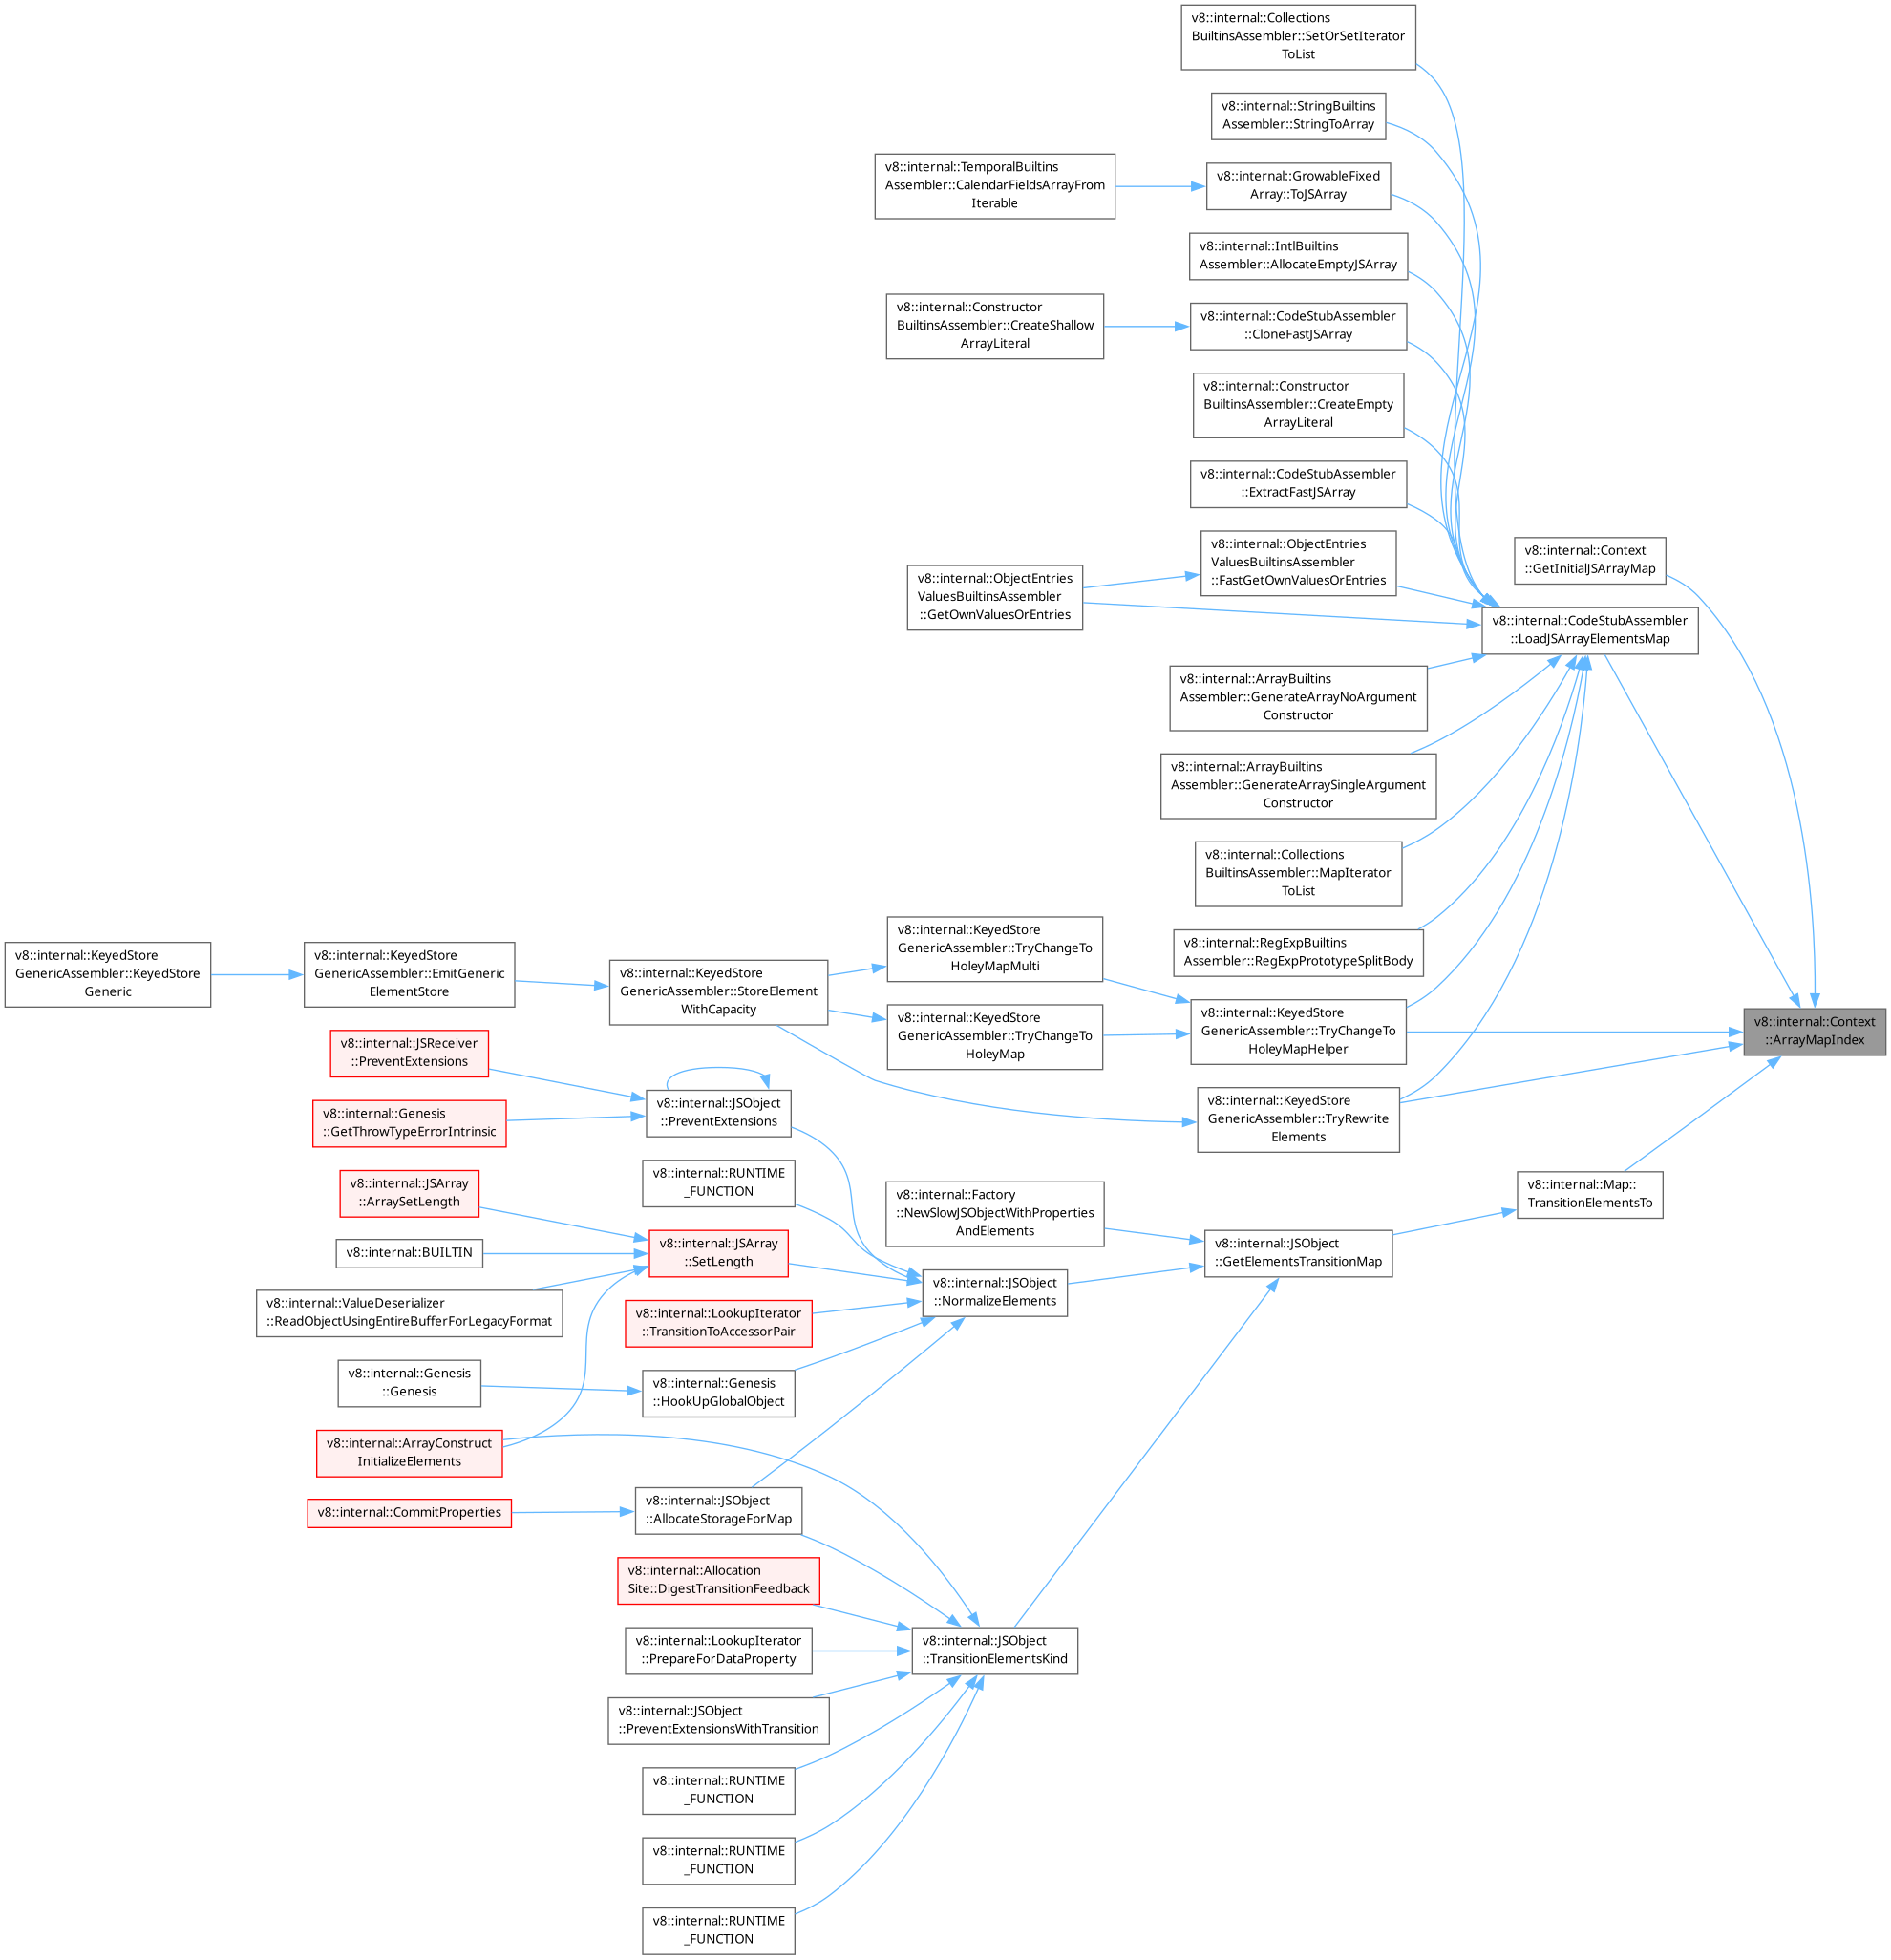 v8::internal::Collections
BuiltinsAssembler::SetOrSetIterator
ToList
v8::internal::StringBuiltins
Assembler::StringToArray
v8::internal::TemporalBuiltins
Assembler::CalendarFieldsArrayFrom
Iterable
v8::internal::GrowableFixed
Array::ToJSArray
v8::internal::IntlBuiltins
Assembler::AllocateEmptyJSArray
v8::internal::Constructor
BuiltinsAssembler::CreateShallow
ArrayLiteral
v8::internal::CodeStubAssembler
::CloneFastJSArray
v8::internal::Constructor
BuiltinsAssembler::CreateEmpty
ArrayLiteral
v8::internal::CodeStubAssembler
::ExtractFastJSArray
v8::internal::ObjectEntries
ValuesBuiltinsAssembler
::FastGetOwnValuesOrEntries
v8::internal::Context
::GetInitialJSArrayMap
v8::internal::ObjectEntries
ValuesBuiltinsAssembler
::GetOwnValuesOrEntries
v8::internal::CodeStubAssembler
::LoadJSArrayElementsMap
v8::internal::ArrayBuiltins
Assembler::GenerateArrayNoArgument
Constructor
v8::internal::ArrayBuiltins
Assembler::GenerateArraySingleArgument
Constructor
v8::internal::Collections
BuiltinsAssembler::MapIterator
ToList
v8::internal::RegExpBuiltins
Assembler::RegExpPrototypeSplitBody
v8::internal::KeyedStore
GenericAssembler::KeyedStore
Generic
v8::internal::KeyedStore
GenericAssembler::EmitGeneric
ElementStore
v8::internal::KeyedStore
GenericAssembler::StoreElement
WithCapacity
v8::internal::KeyedStore
GenericAssembler::TryChangeTo
HoleyMapMulti
v8::internal::KeyedStore
GenericAssembler::TryChangeTo
HoleyMap
v8::internal::KeyedStore
GenericAssembler::TryChangeTo
HoleyMapHelper
v8::internal::Context
::ArrayMapIndex
v8::internal::JSReceiver
::PreventExtensions
v8::internal::Genesis
::GetThrowTypeErrorIntrinsic
v8::internal::JSObject
::PreventExtensions
v8::internal::KeyedStore
GenericAssembler::TryRewrite
Elements
v8::internal::JSArray
::ArraySetLength
v8::internal::RUNTIME
_FUNCTION
v8::internal::Factory
::NewSlowJSObjectWithProperties
AndElements
v8::internal::Map::
TransitionElementsTo
v8::internal::BUILTIN
v8::internal::JSArray
::SetLength
v8::internal::JSObject
::GetElementsTransitionMap
v8::internal::JSObject
::NormalizeElements
v8::internal::ValueDeserializer
::ReadObjectUsingEntireBufferForLegacyFormat
v8::internal::LookupIterator
::TransitionToAccessorPair
v8::internal::Genesis
::Genesis
v8::internal::Genesis
::HookUpGlobalObject
v8::internal::ArrayConstruct
InitializeElements
v8::internal::CommitProperties
v8::internal::JSObject
::AllocateStorageForMap
v8::internal::Allocation
Site::DigestTransitionFeedback
v8::internal::LookupIterator
::PrepareForDataProperty
v8::internal::JSObject
::TransitionElementsKind
v8::internal::JSObject
::PreventExtensionsWithTransition
v8::internal::RUNTIME
_FUNCTION
v8::internal::RUNTIME
_FUNCTION
v8::internal::RUNTIME
_FUNCTION